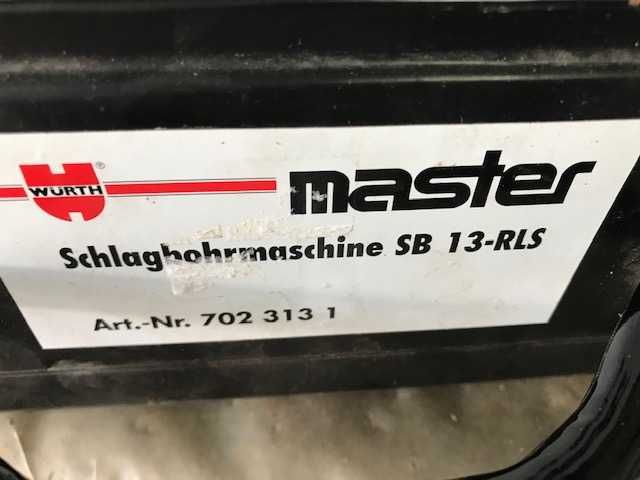 WÜRTH ® master
Schlagbohrmaschine SB 13-RLS
Art.-Nr. 702 313 1